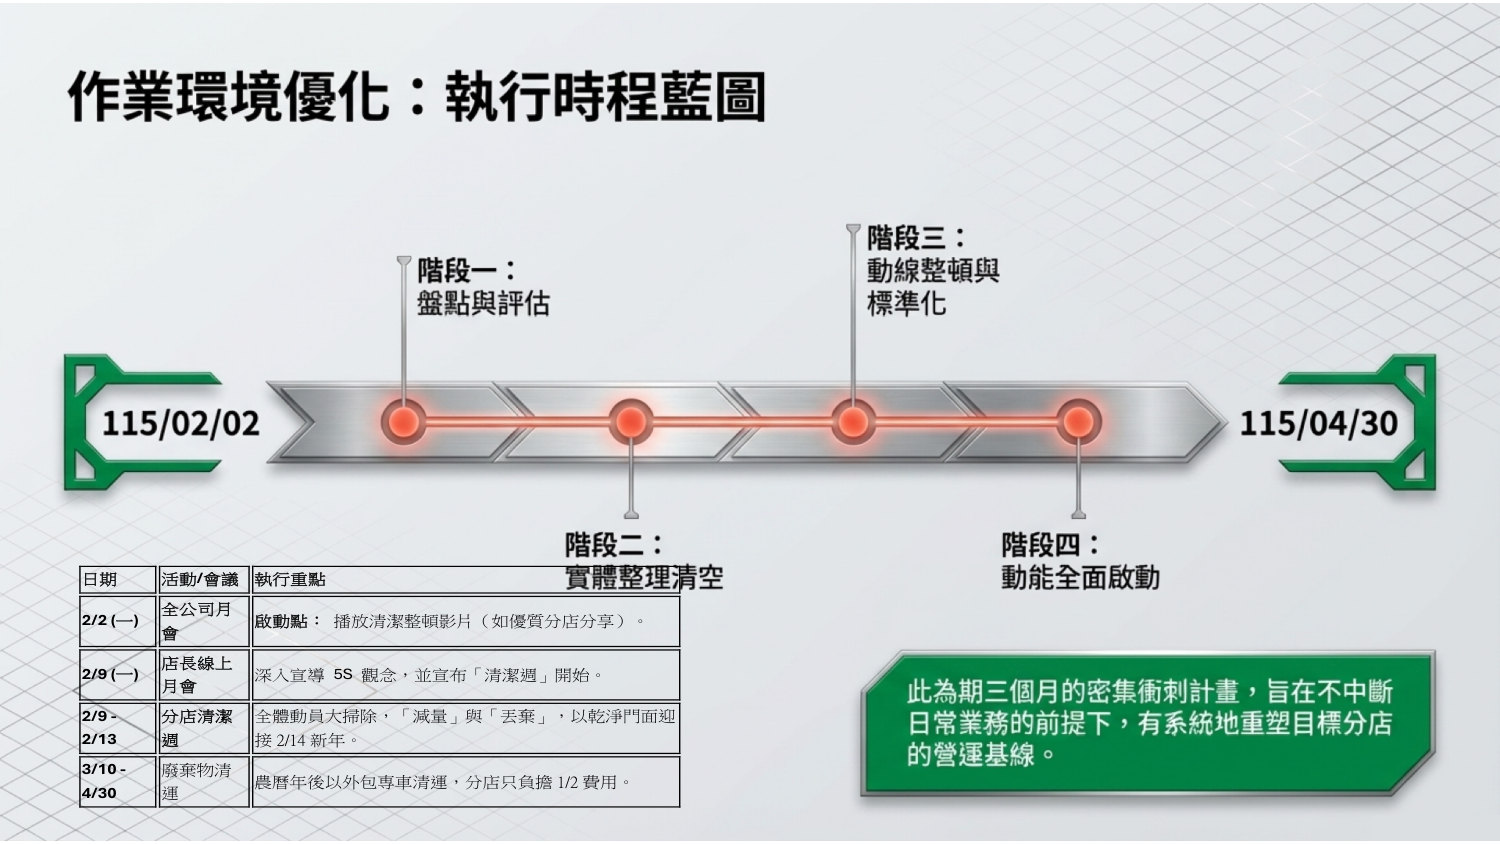 作業環境優化：執行時程藍圖
階段一：
盤點與評估
階段三：
動線整頓與
標準化
115/02/02
115/04/30
階段二：
實體整理清空
階段四：
動能全面啟動
日期 活動/會議 執行重點
2/2 (一) 全公司月會 啟動點： 播放清潔整頓影片（如優質分店分享）。
2/9 (一) 店長線上月會 深入宣導 5S 觀念，並宣布「清潔週」開始。
2/9 - 2/13 分店清潔週 全體動員大掃除，「減量」與「丟棄」，以乾淨門面迎接 2/14 新年。
3/10 - 4/30 廢棄物清運 農曆年後以外包專車清運，分店只負擔 1/2 費用。
此為期三個月的密集衝刺計畫，旨在不中斷
日常業務的前提下，有系統地重塑目標分店
的營運基線。